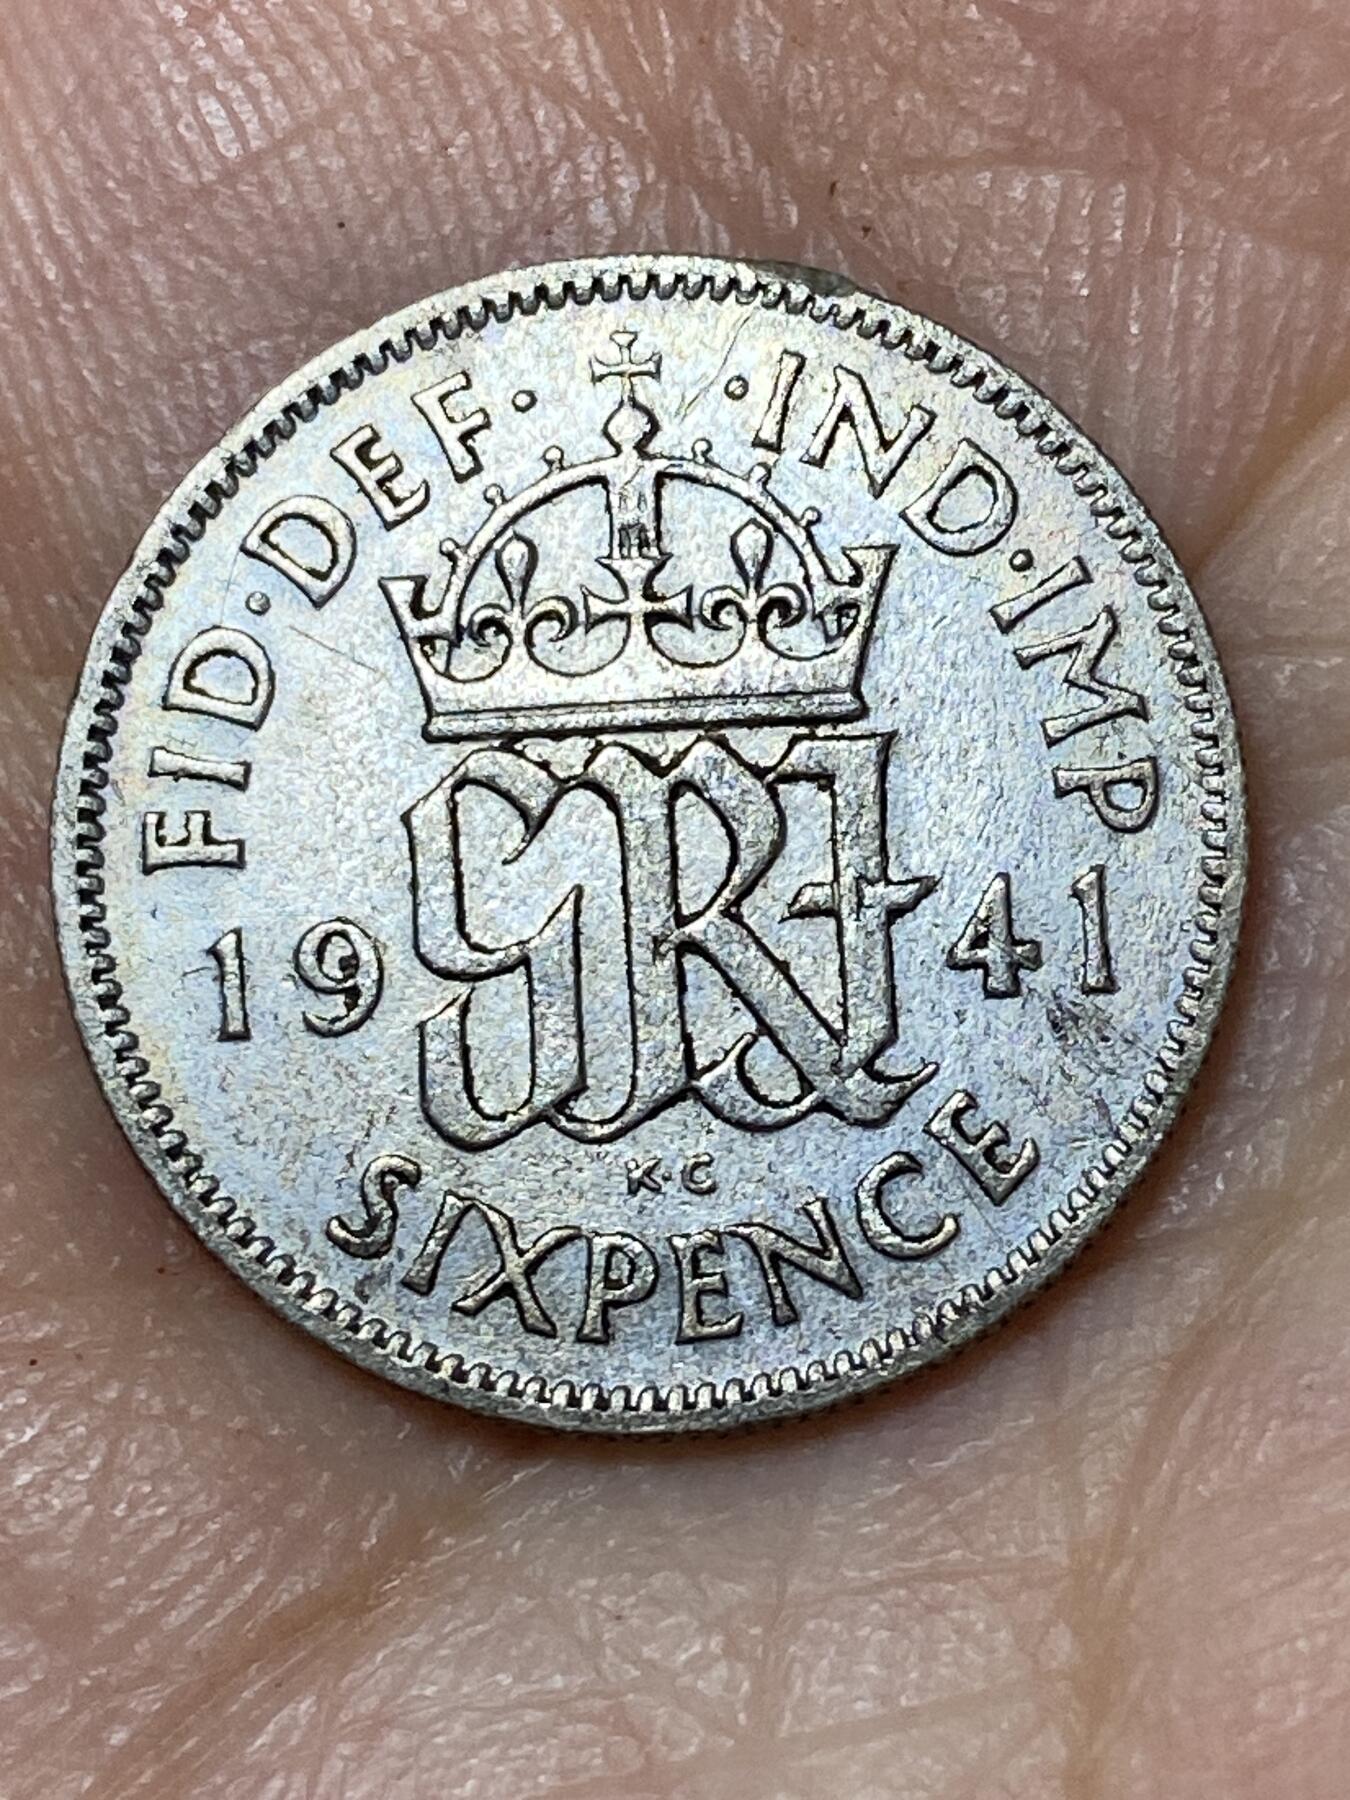 FID·DEF· ·IND·IMP
GRI
19 41
K·C
SIXPENCE